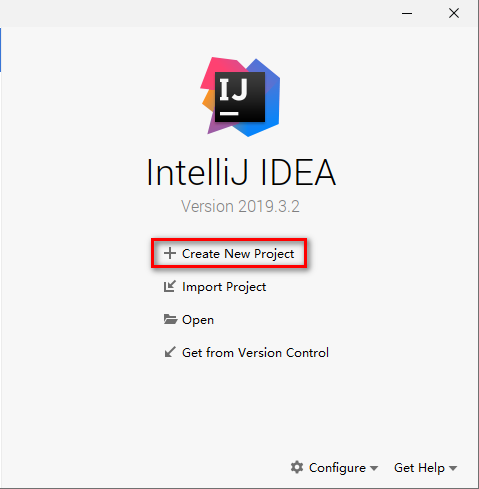 IJ
IntelliJ IDEA
Version 2019.3.2
Create New Project
Import Project
Open
Get from Version Control
Configure Get Help